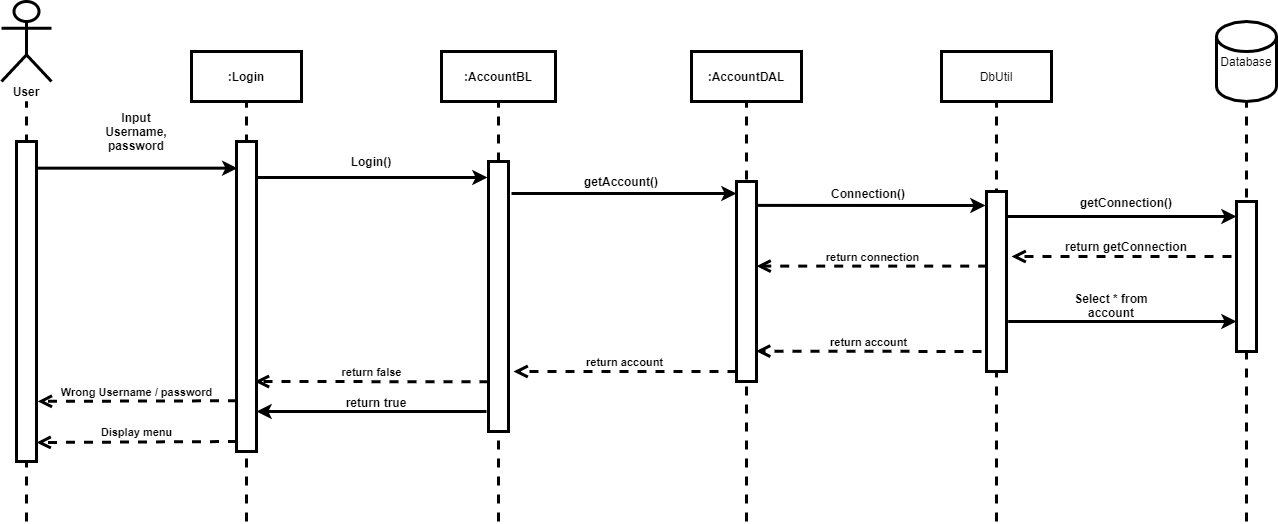 User
:Login
:AccountBL
:AccountDAL
DbUtil
Database
Input
Username,
password
Login()
getAccount()
Connection()
getConnection()
return getConnection
return connection
Select * from
account
return account
return account
return false
Wrong Username / password
return true
Display menu